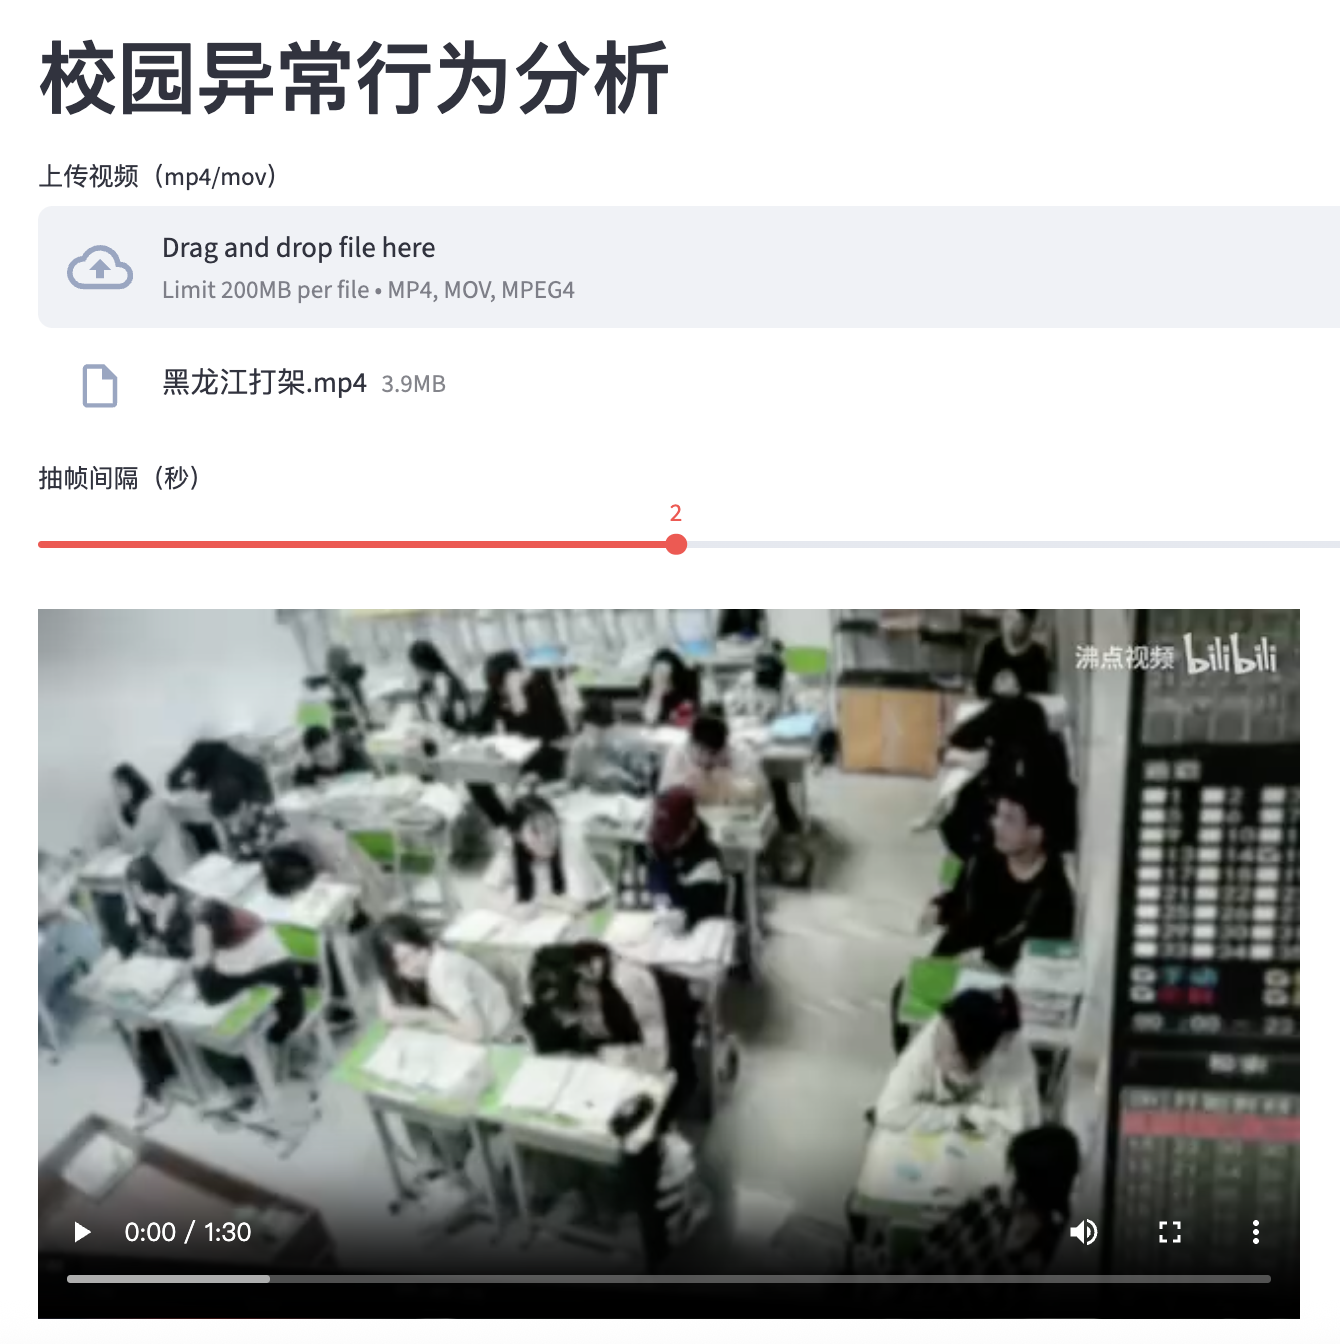 校园异常行为分析
上传视频（mp4/mov）
Drag and drop file here
Limit 200MB per file • MP4, MOV, MPEG4
黑龙江打架.mp4 3.9MB
抽帧间隔（秒）
2
沸点视频 bilibili
0:00 / 1:30